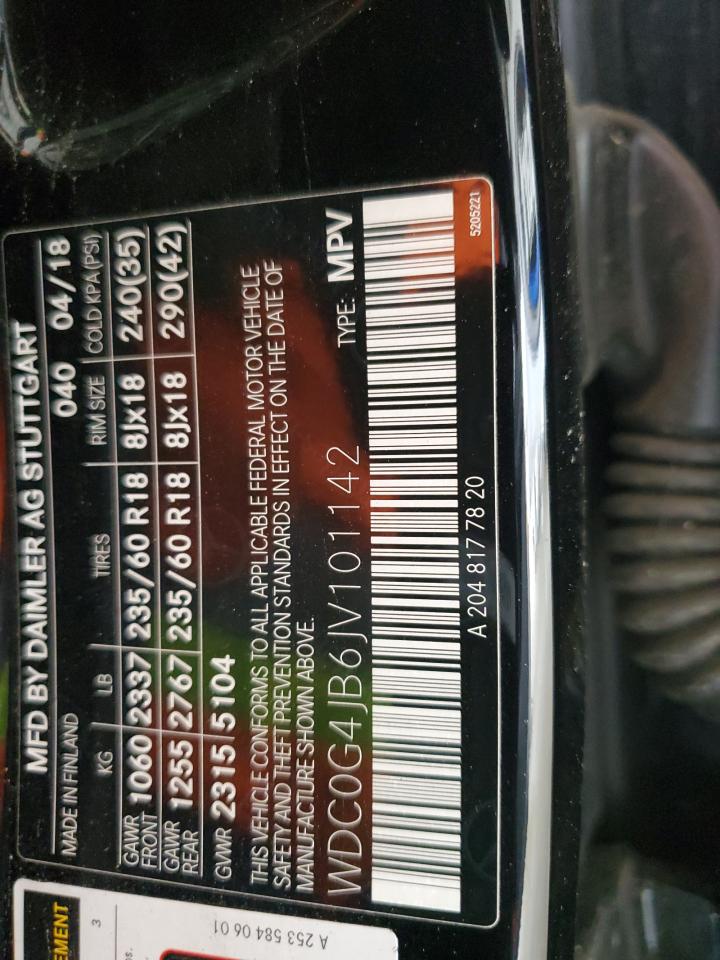 MFD BY DAIMLER AG STUTTGART
MADE IN FINLAND 040 04/18
KG LB TIRES RIM SIZE COLD KPA(PSI)
GAWR FRONT 1060 2337 235/60 R18 8Jx18 240(35)
GAWR REAR 1255 2767 235/60 R18 8Jx18 290(42)
GVWR 2315 5104
THIS VEHICLE CONFORMS TO ALL APPLICABLE FEDERAL MOTOR VEHICLE
SAFETY AND THEFT PREVENTION STANDARDS IN EFFECT ON THE DATE OF
MANUFACTURE SHOWN ABOVE.
WDC0G4JB6JV101142 TYPE: MPV
A 204 817 78 20
5205221
EMENT
3
A 253 584 06 01